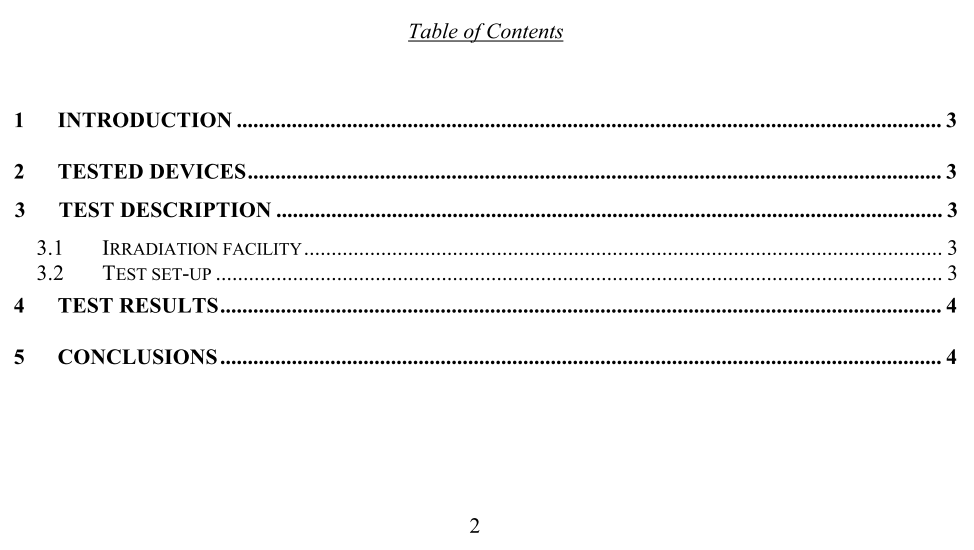 Table of Contents
1 INTRODUCTION ................................................................ 3
2 TESTED DEVICES ................................................................ 3
3 TEST DESCRIPTION ................................................................ 3
3.1 IRRADIATION FACILITY ................................................................ 3
3.2 TEST SET-UP ................................................................ 3
4 TEST RESULTS ................................................................ 4
5 CONCLUSIONS ................................................................ 4
2